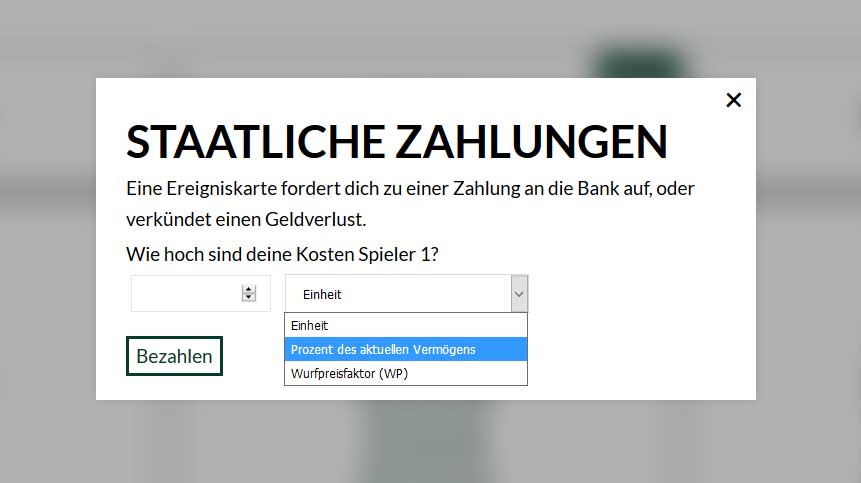 STAATLICHE ZAHLUNGEN
Eine Ereigniskarte fordert dich zu einer Zahlung an die Bank auf, oder
verkündet einen Geldverlust.
Wie hoch sind deine Kosten Spieler 1?
Einheit
Einheit
Prozent des aktuellen Vermögens
Wurfpreisfaktor (WP)
Bezahlen